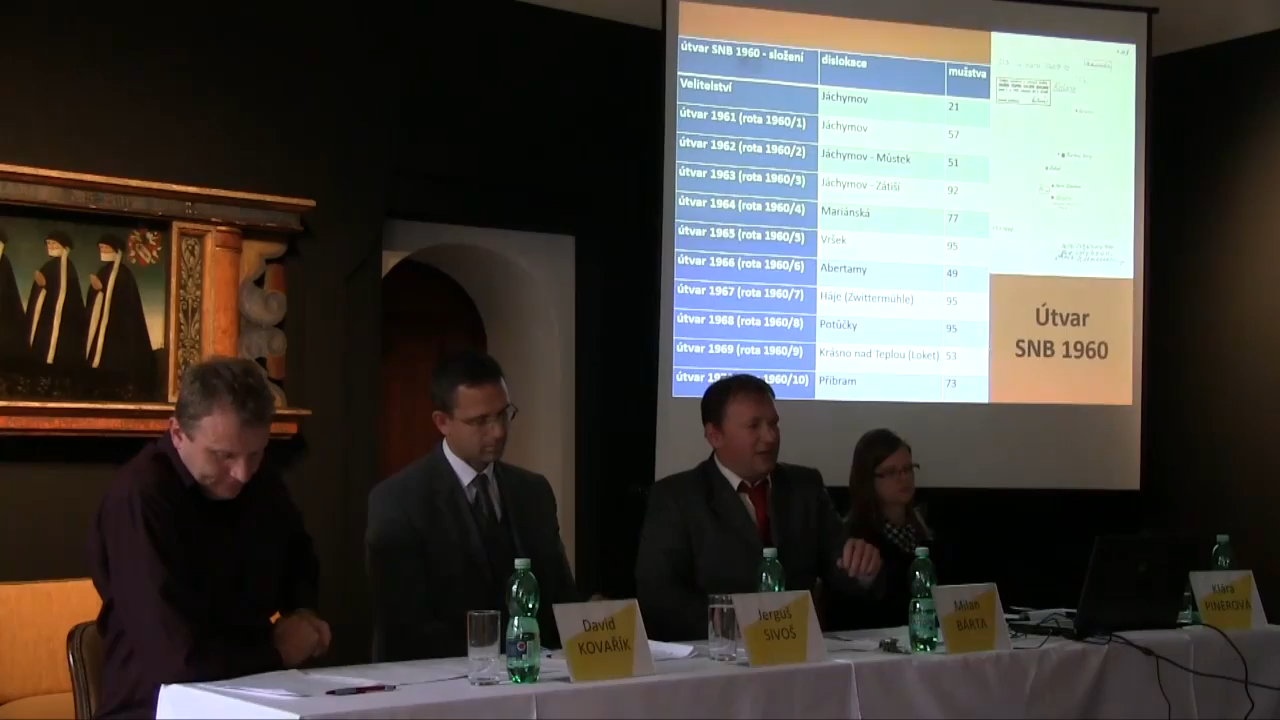 útvar SNB 1960 - složení dislokace mužstva
Velitelství Jáchymov 21
útvar 1961 (rota 1960/1) Jáchymov 57
útvar 1962 (rota 1960/2) Jáchymov - Můstek 51
útvar 1963 (rota 1960/3) Jáchymov - Zátiší 92
útvar 1964 (rota 1960/4) Mariánská 77
útvar 1965 (rota 1960/5) Vršek 95
útvar 1966 (rota 1960/6) Abertamy 49
útvar 1967 (rota 1960/7) Háje (Zwittermühle) 95
útvar 1968 (rota 1960/8) Potůčky 95
útvar 1969 (rota 1960/9) Krásno nad Teplou (Loket) 53
útvar 1960/10) Příbram 73
Útvar
SNB 1960
David
KOVAŘÍK
Jerguš
SIVOŠ
Milan
BÁRTA
Klára
PINEROVÁ